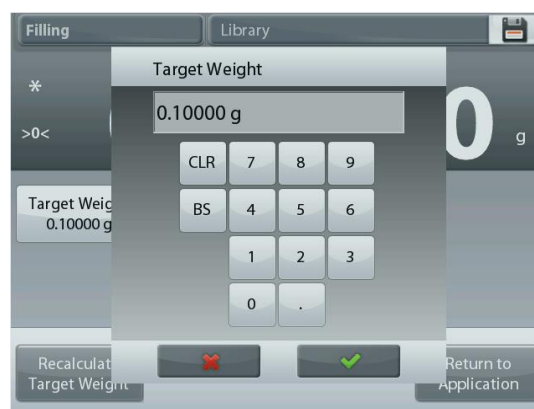 Filling
Library
Target Weight
*
0.10000 g
>0<
0
g
CLR 7 8 9
Target Weig
0.10000 g
BS 4 5 6
1 2 3
0 .
Recalculat
Target Weight
Return to
Application